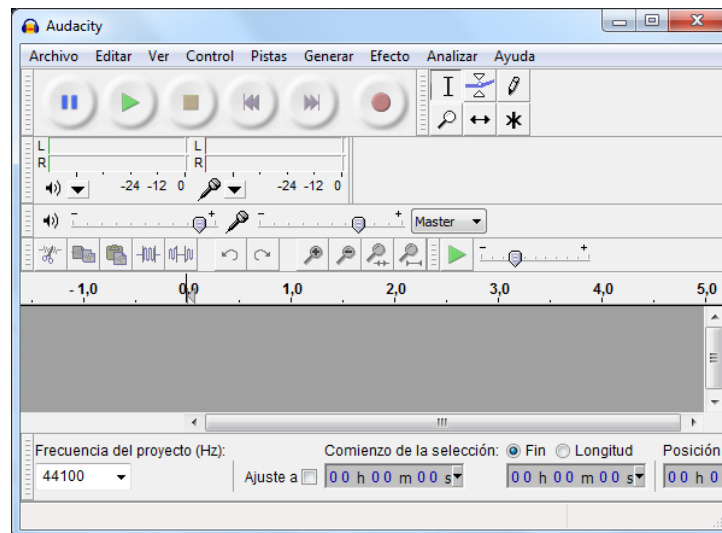 Audacity
Archivo Editar Ver Control Pistas Generar Efecto Analizar Ayuda
L L
R R
-24 -12 0 -24 -12 0
- + - + Master
- +
- 1,0 0,0 1,0 2,0 3,0 4,0 5,0
Frecuencia del proyecto (Hz): Comienzo de la selección: Fin Longitud Posición
44100 Ajuste a 00 h 00 m 00 s 00 h 00 m 00 s 00 h 0